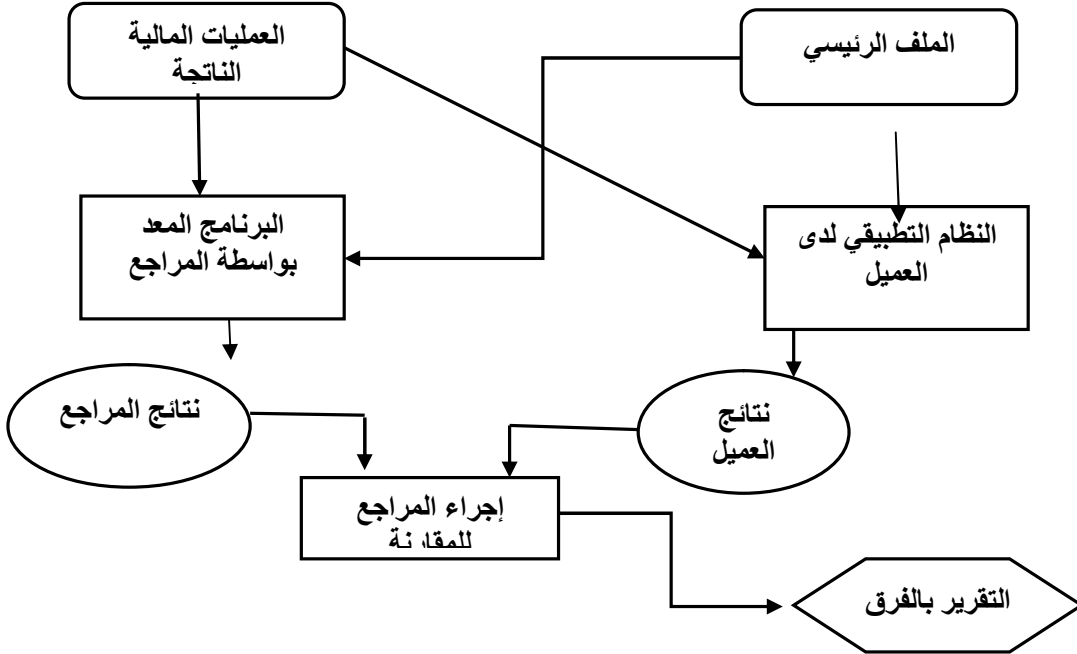 الملف الرئيسي
العمليات المالية
الناتجة
النظام التطبيقي لدى
العميل
البرنامج المعد
بواسطة المراجع
نتائج
العميل
نتائج المراجع
إجراء المراجع
للمقارنة
التقرير بالفرق